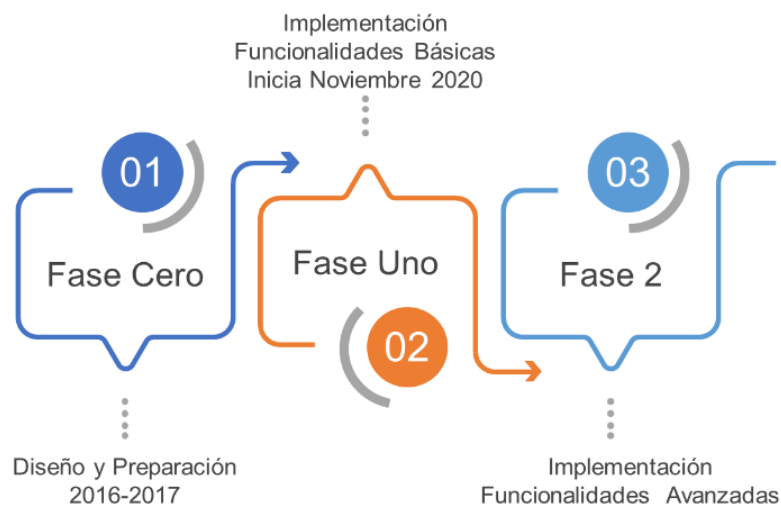 01
Fase Cero
Diseño y Preparación
2016-2017
Implementación
Funcionalidades Básicas
Inicia Noviembre 2020
Fase Uno
02
03
Fase 2
Implementación
Funcionalidades Avanzadas